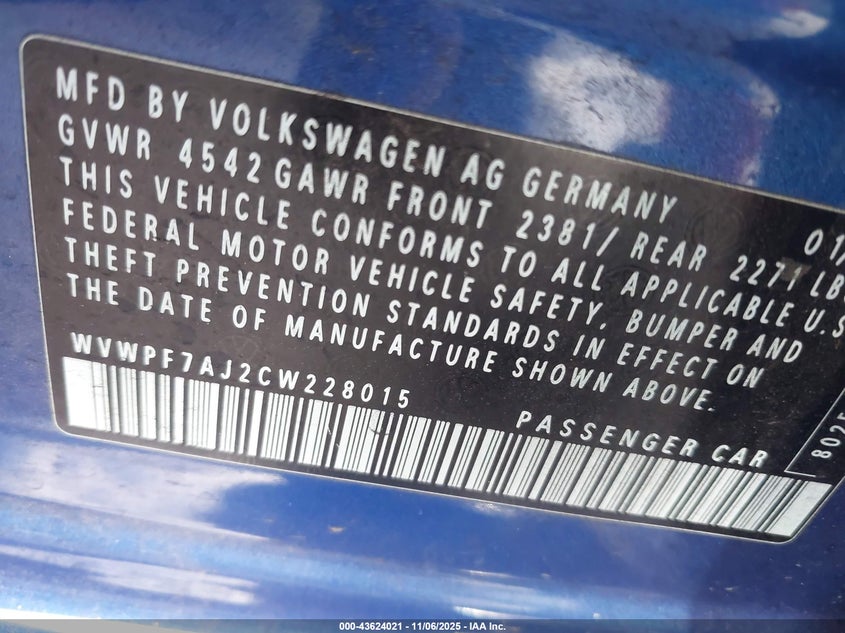 MFD BY VOLKSWAGEN AG GERMANY 01/
GVWR 4542 GAWR FRONT 2381/ REAR 2271 LB
THIS VEHICLE CONFORMS TO ALL APPLICABLE U.S
FEDERAL MOTOR VEHICLE SAFETY, BUMPER AND
THEFT PREVENTION STANDARDS IN EFFECT ON
THE DATE OF MANUFACTURE SHOWN ABOVE.
WVWPF7AJ2CW228015
PASSENGER CAR
8025
000-43624021 - 11/06/2025 - IAA Inc.